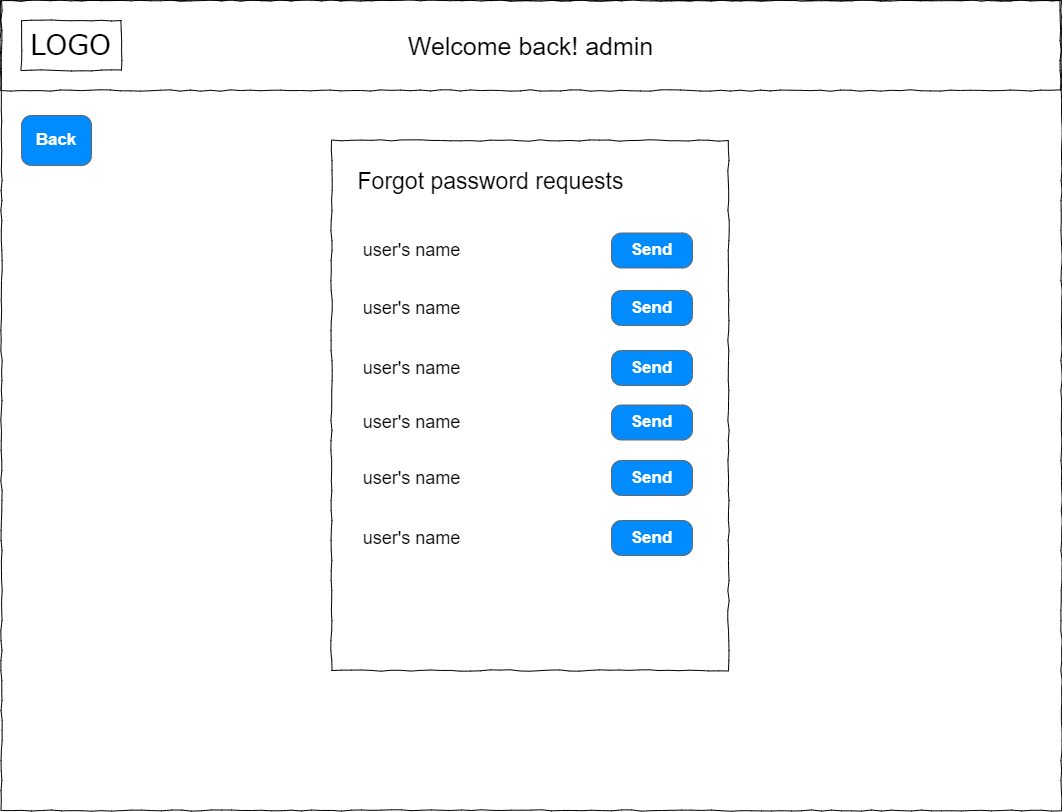 LOGO
Welcome back! admin
Back
Forgot password requests
user's name Send
user's name Send
user's name Send
user's name Send
user's name Send
user's name Send